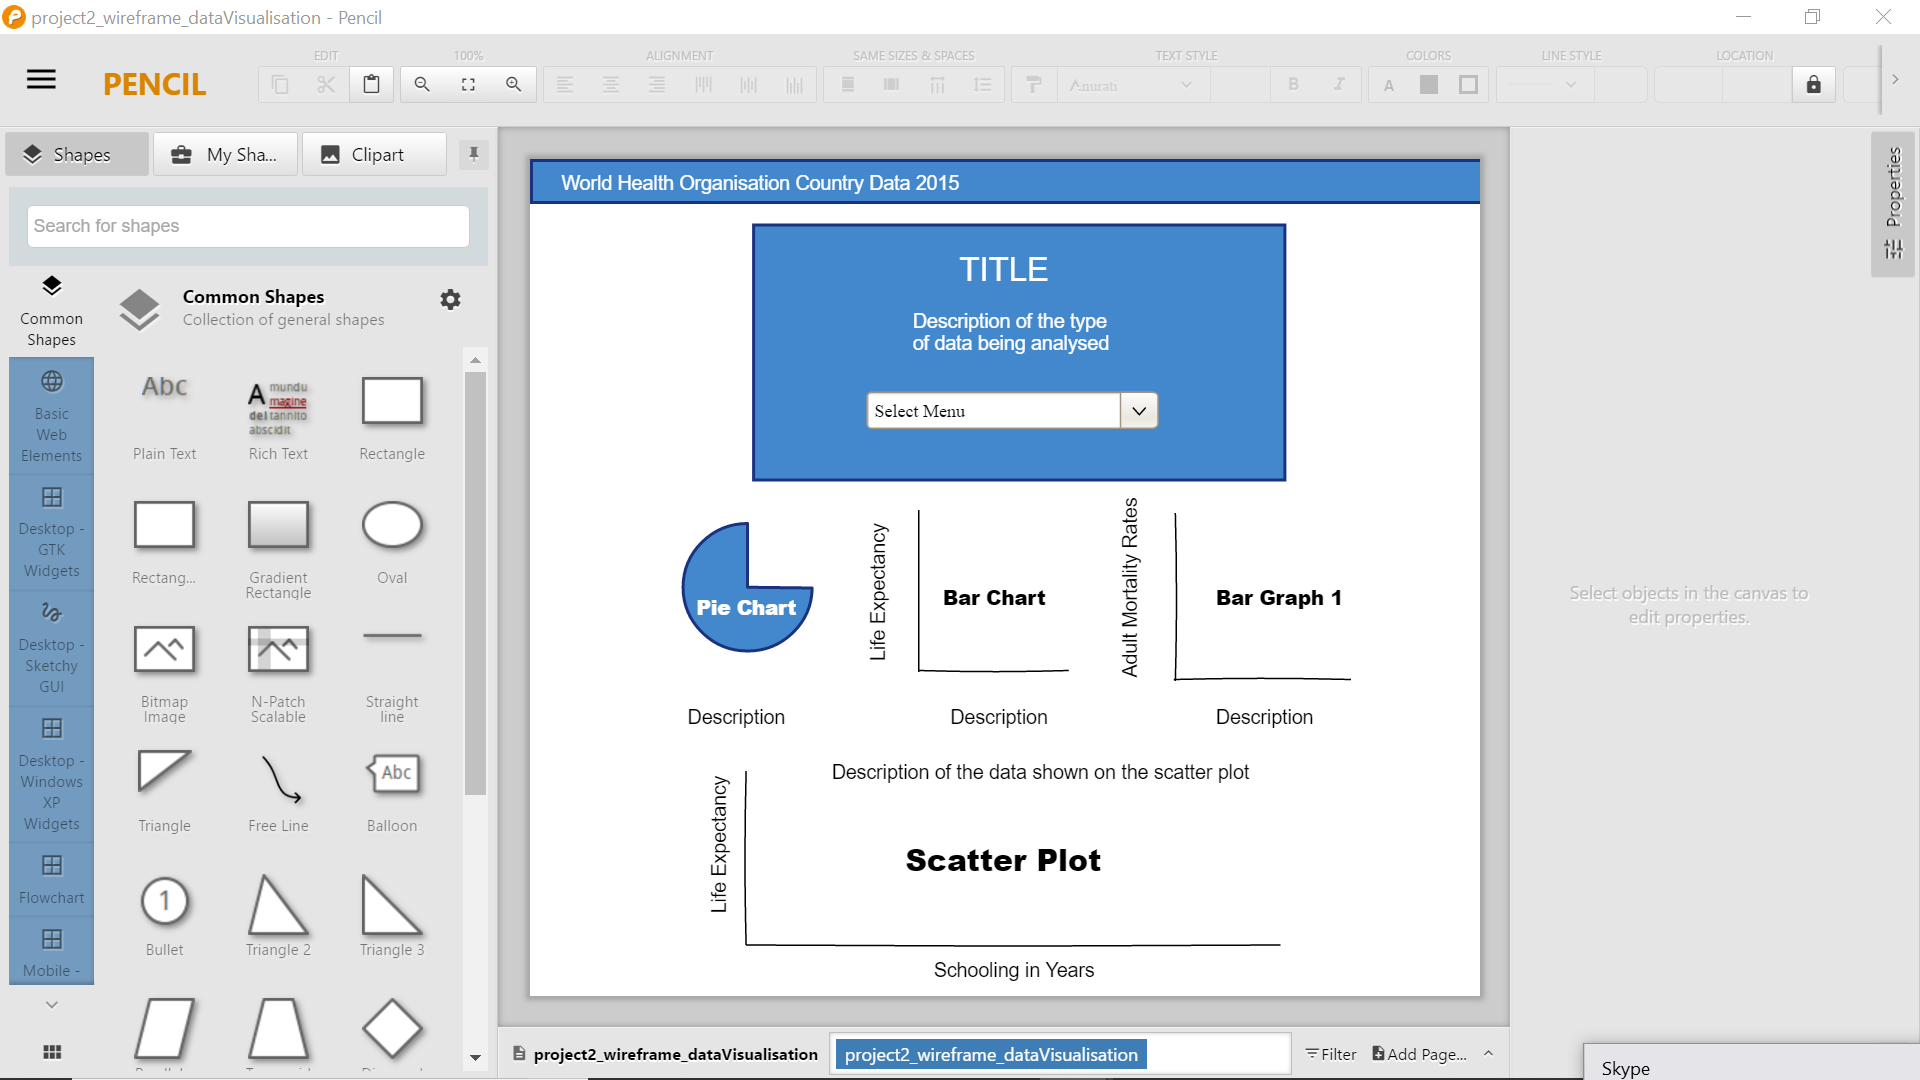 project2_wireframe_dataVisualisation - Pencil
EDIT
100%
ALIGNMENT
SAME SIZES & SPACES
TEXT STYLE
COLORS
LINE STYLE
LOCATION
PENCIL
Anurati
B
I
A
Shapes
My Sha...
Clipart
Search for shapes
Common
Shapes
Basic
Web
Elements
Desktop -
GTK
Widgets
Desktop -
Sketchy
GUI
Desktop -
Windows
XP
Widgets
Flowchart
Mobile -
Common Shapes
Collection of general shapes
Abc
A mundu
magine
del tannito
abscidit
Plain Text
Rich Text
Rectangle
Rectang...
Gradient
Rectangle
Oval
Bitmap
Image
N-Patch
Scalable
Straight
line
Abc
Triangle
Free Line
Balloon
1
Bullet
Triangle 2
Triangle 3
World Health Organisation Country Data 2015
TITLE
Description of the type
of data being analysed
Select Menu
Pie Chart
Life Expectancy
Bar Chart
Adult Mortality Rates
Bar Graph 1
Description
Description
Description
Description of the data shown on the scatter plot
Life Expectancy
Scatter Plot
Schooling in Years
Properties
Select objects in the canvas to
edit properties.
project2_wireframe_dataVisualisation
project2_wireframe_dataVisualisation
Filter
Add Page...
Skype